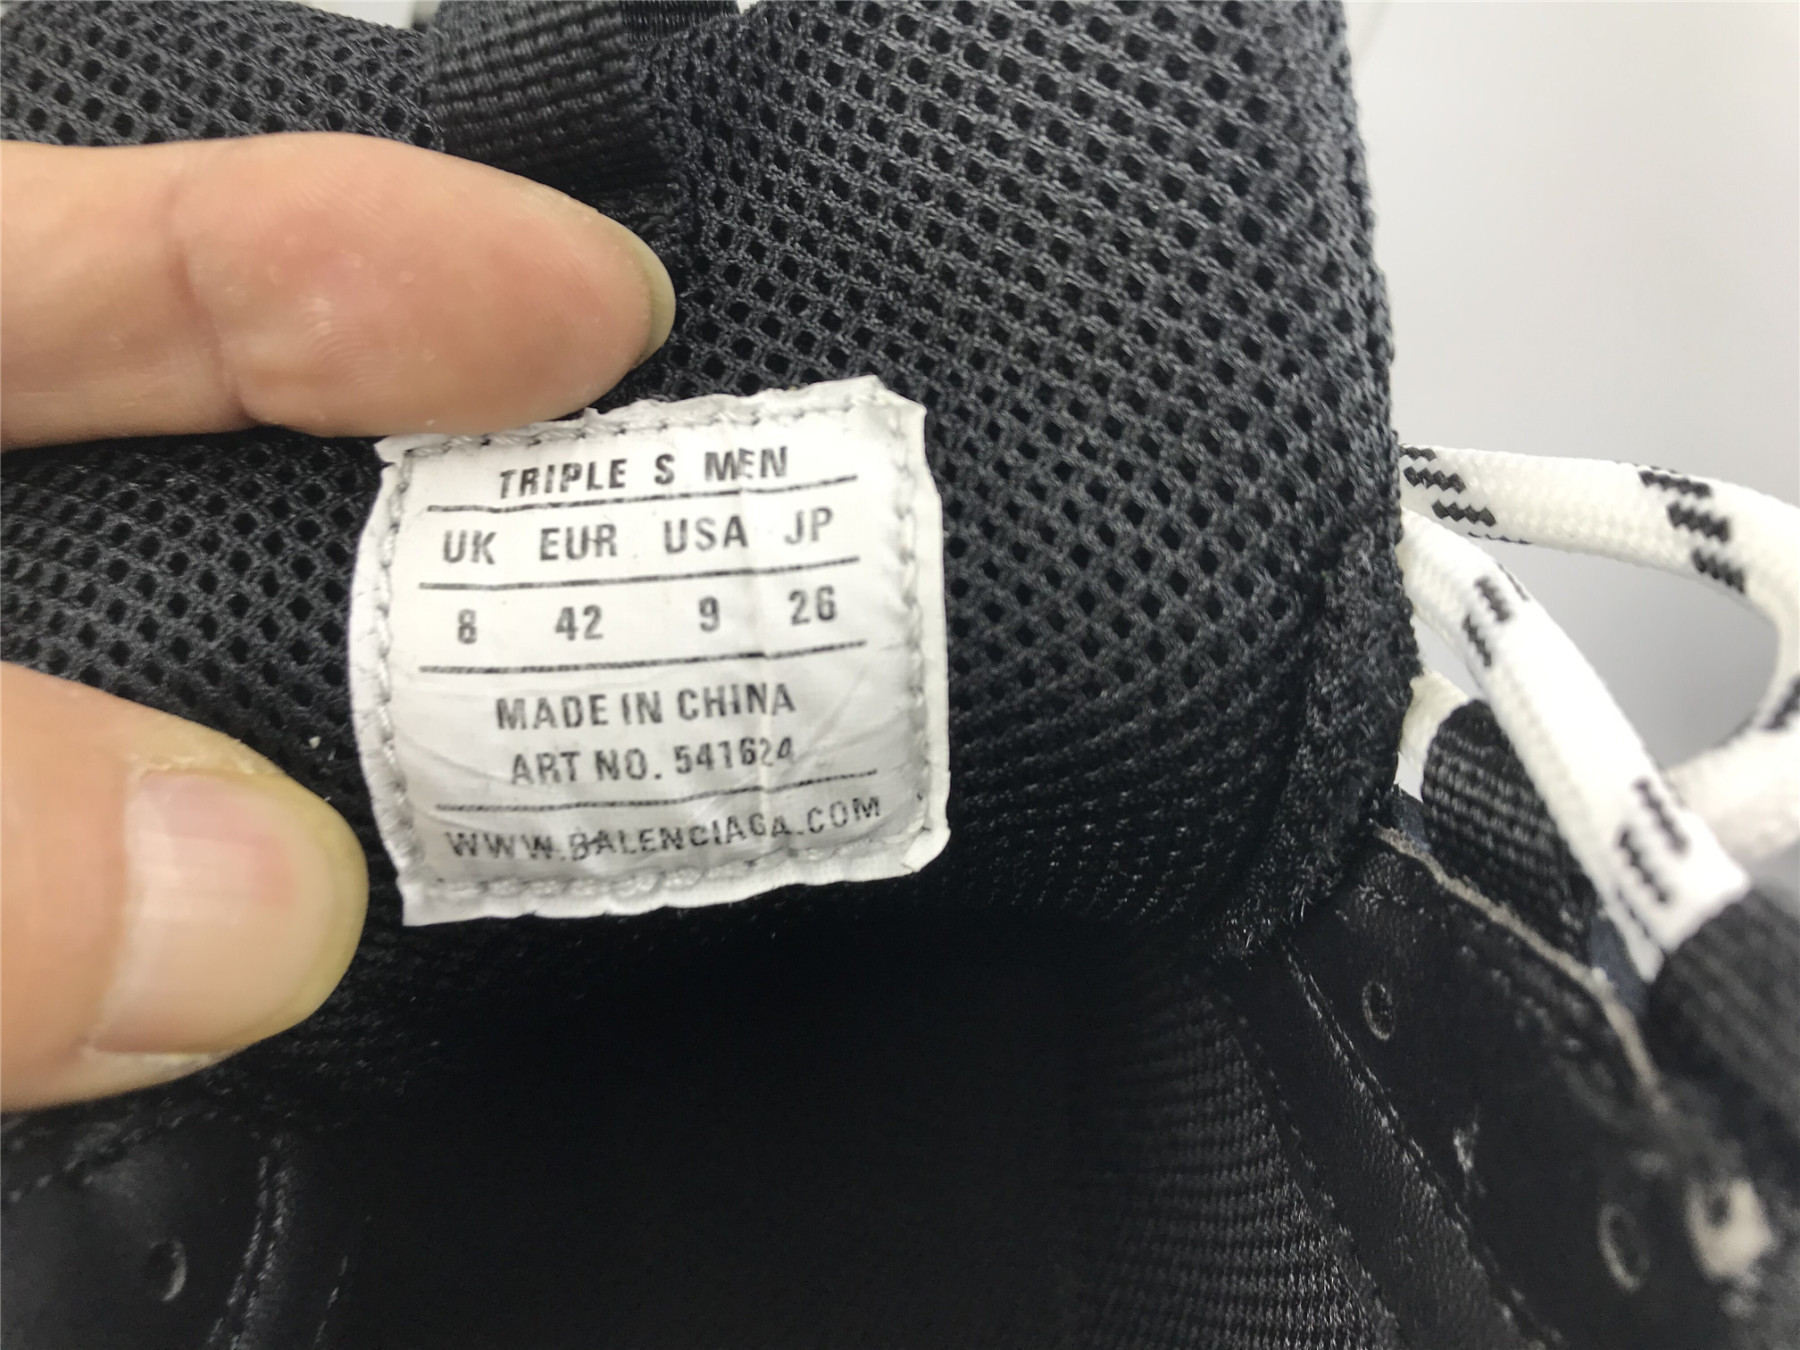 TRIPLE S MEN
UK EUR USA JP
8 42 9 26
MADE IN CHINA
ART NO. 541624
WWW.BALENCIAGA.COM